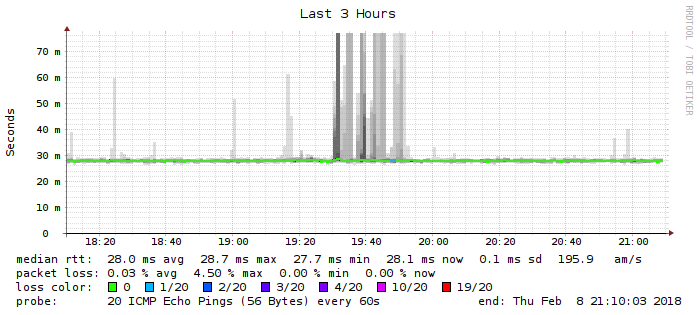 Last 3 Hours
RRDTOOL / TOBI OETIKER
Seconds
70 m
60 m
50 m
40 m
30 m
20 m
10 m
0
18:20 18:40 19:00 19:20 19:40 20:00 20:20 20:40 21:00
median rtt: 28.0 ms avg 28.7 ms max 27.7 ms min 28.1 ms now 0.1 ms sd 195.9 am/s
packet loss: 0.03 % avg 4.50 % max 0.00 % min 0.00 % now
loss color: 0 1/20 2/20 3/20 4/20 10/20 19/20
probe: 20 ICMP Echo Pings (56 Bytes) every 60s end: Thu Feb 8 21:10:03 2018